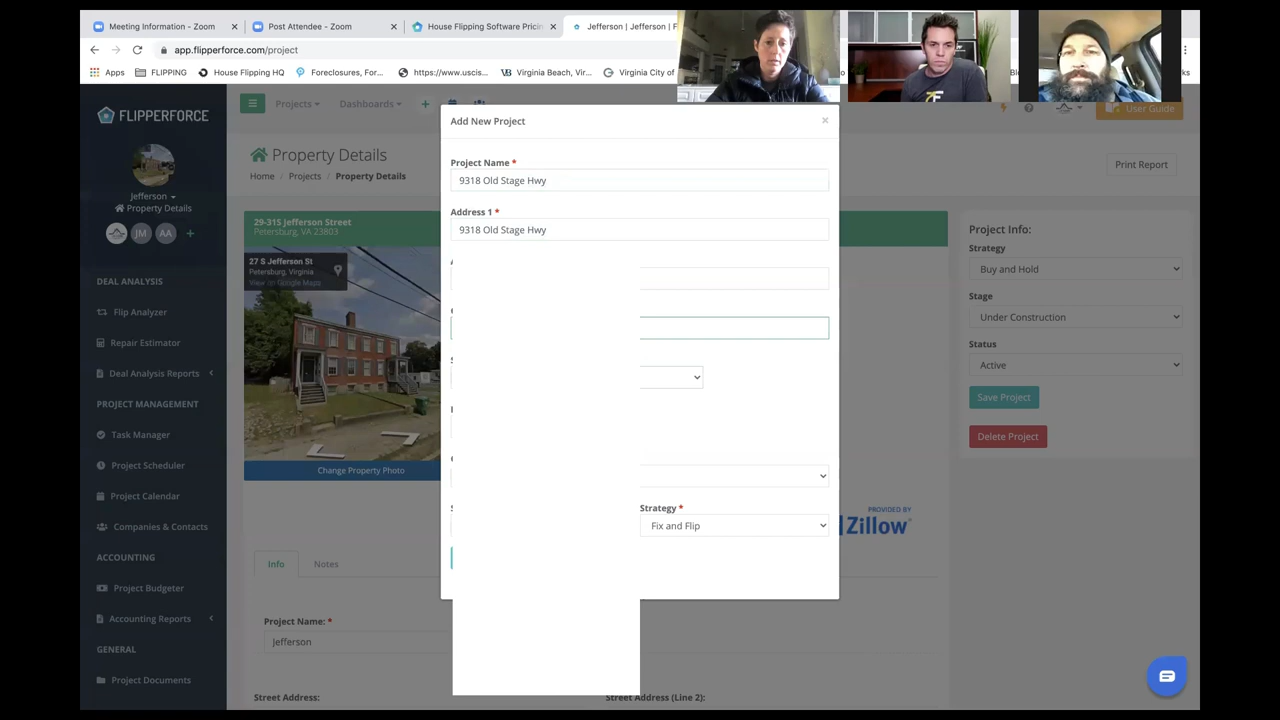 Meeting Information - Zoom
Post Attendee - Zoom
House Flipping Software Pricin
Jefferson | Jefferson | F
app.flipperforce.com/project
Apps
FLIPPING
House Flipping HQ
Foreclosures, For...
https://www.uscis...
Virginia Beach, Vir...
Virginia City of
FLIPPERFORCE
Projects
Dashboards
User Guide
Jefferson
Property Details
JM
AA
DEAL ANALYSIS
Flip Analyzer
Repair Estimator
Deal Analysis Reports
PROJECT MANAGEMENT
Task Manager
Project Scheduler
Project Calendar
Companies & Contacts
ACCOUNTING
Project Budgeter
Accounting Reports
GENERAL
Project Documents
Property Details
Home
Projects
Property Details
Print Report
29-31S Jefferson Street
Petersburg, VA 23803
27 S Jefferson St
Petersburg, Virginia
View on Google Maps
Change Property Photo
Info
Notes
Project Name: *
Jefferson
Street Address:
Street Address (Line 2):
Add New Project
×
Project Name *
9318 Old Stage Hwy
Address 1 *
9318 Old Stage Hwy
Strategy *
Fix and Flip
PROVIDED BY
Zillow
Project Info:
Strategy
Buy and Hold
Stage
Under Construction
Status
Active
Save Project
Delete Project